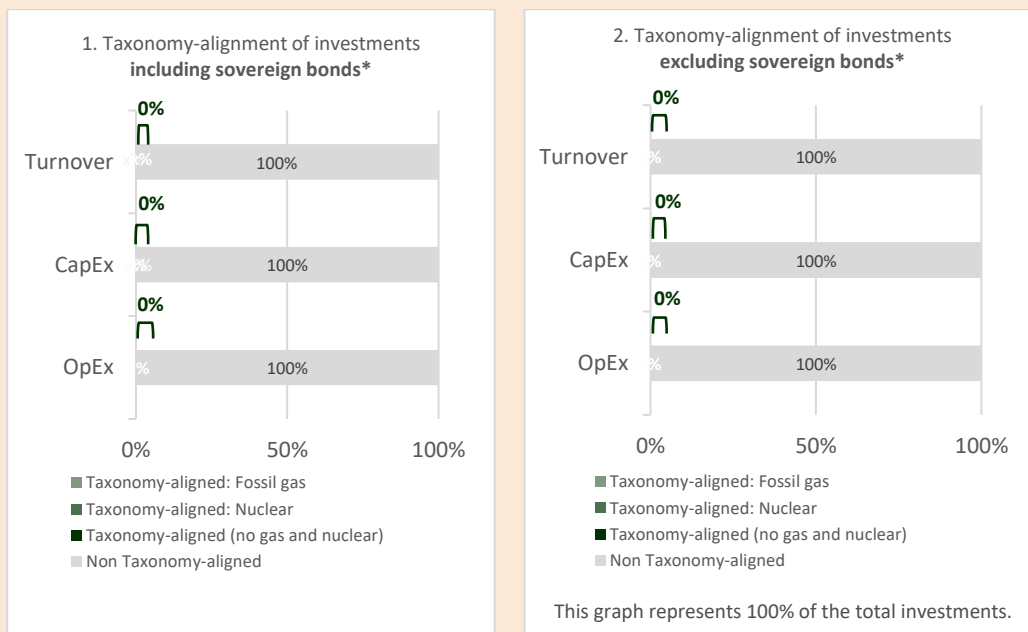 1. Taxonomy-alignment of investments
including sovereign bonds*
0%
Turnover
100%
0%
CapEx
100%
0%
OpEx
100%
0%
50%
100%
Taxonomy-aligned: Fossil gas
Taxonomy-aligned: Nuclear
Taxonomy-aligned (no gas and nuclear)
Non Taxonomy-aligned
2. Taxonomy-alignment of investments
excluding sovereign bonds*
0%
Turnover
100%
0%
CapEx
100%
0%
OpEx
100%
0%
50%
100%
Taxonomy-aligned: Fossil gas
Taxonomy-aligned: Nuclear
Taxonomy-aligned (no gas and nuclear)
Non Taxonomy-aligned
This graph represents 100% of the total investments.